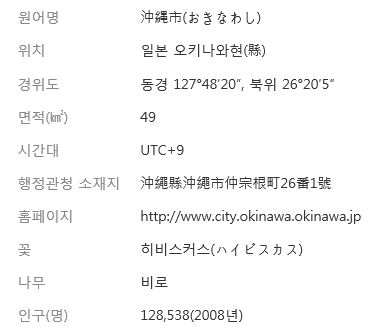 원어명 沖縄市(おきなわし)
위치 일본 오키나와현(縣)
경위도 동경 127°48′20″, 북위 26°20′5″
면적(㎢) 49
시간대 UTC+9
행정관청 소재지 沖繩縣沖繩市仲宗根町26番1號
홈페이지 http://www.city.okinawa.okinawa.jp
꽃 히비스커스(ハイビスカス)
나무 비로
인구(명) 128,538(2008년)